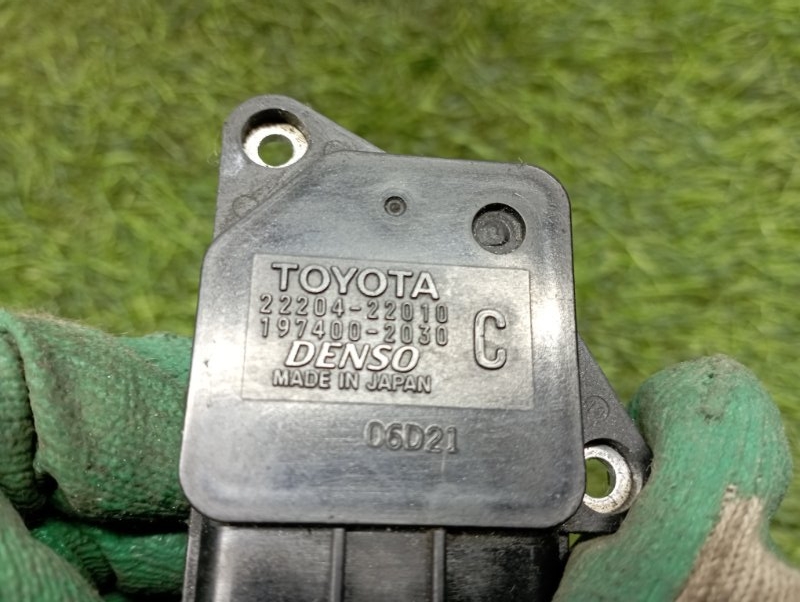 TOYOTA
22204-22010
197400-2030
C
DENSO
MADE IN JAPAN
06D21